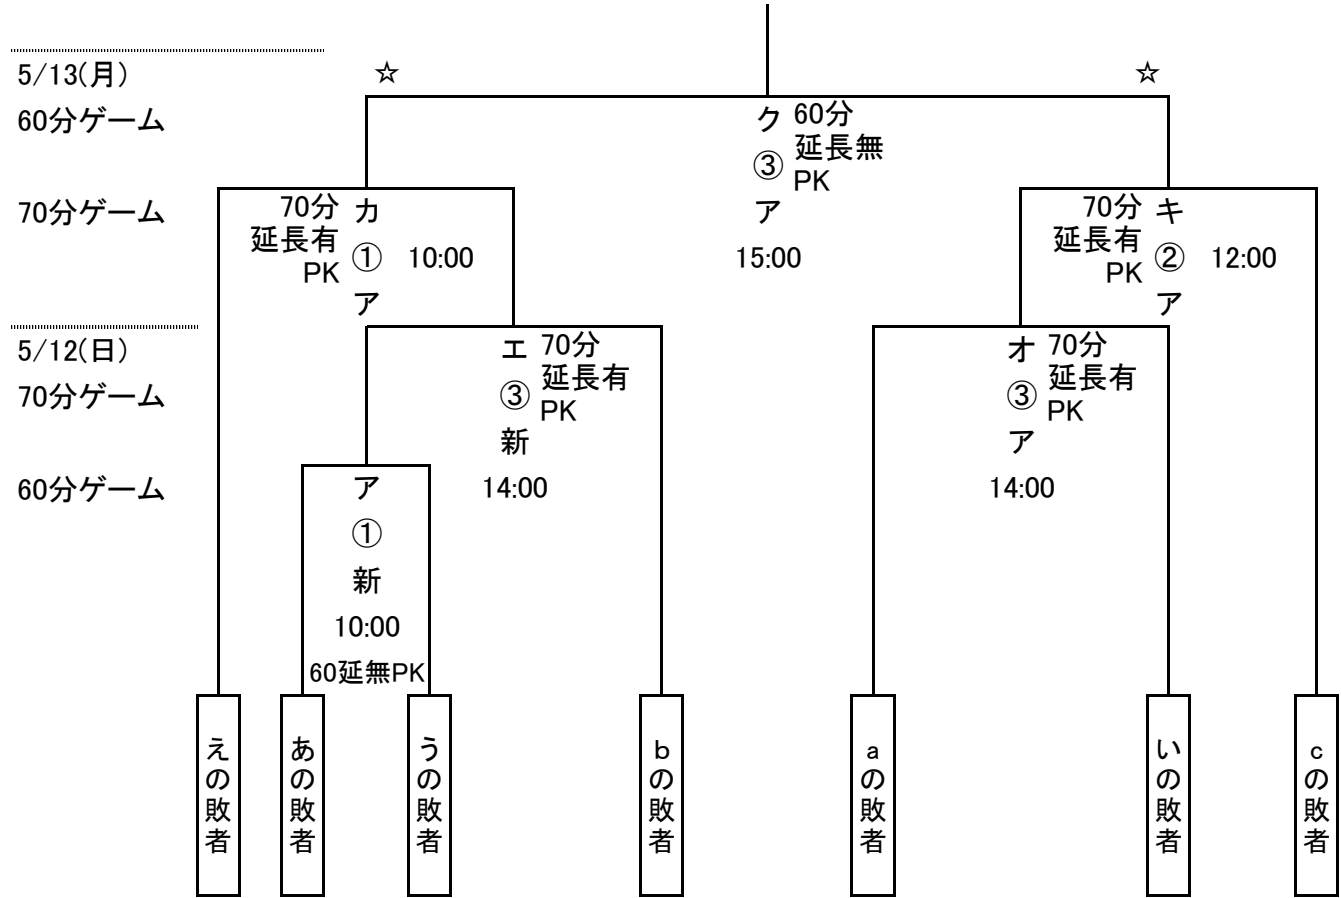 5/13(月)
☆
☆
60分ゲーム
ク
③
ア
60分
延長無
PK
15:00
70分ゲーム
70分
延長有
PK
カ
①
ア
10:00
70分
延長有
PK
キ
②
ア
12:00
5/12(日)
70分ゲーム
エ
③
新
70分
延長有
PK
14:00
オ
③
ア
70分
延長有
PK
14:00
60分ゲーム
ア
①
新
10:00
60延無PK
えの敗者
あの敗者
うの敗者
bの敗者
aの敗者
いの敗者
cの敗者